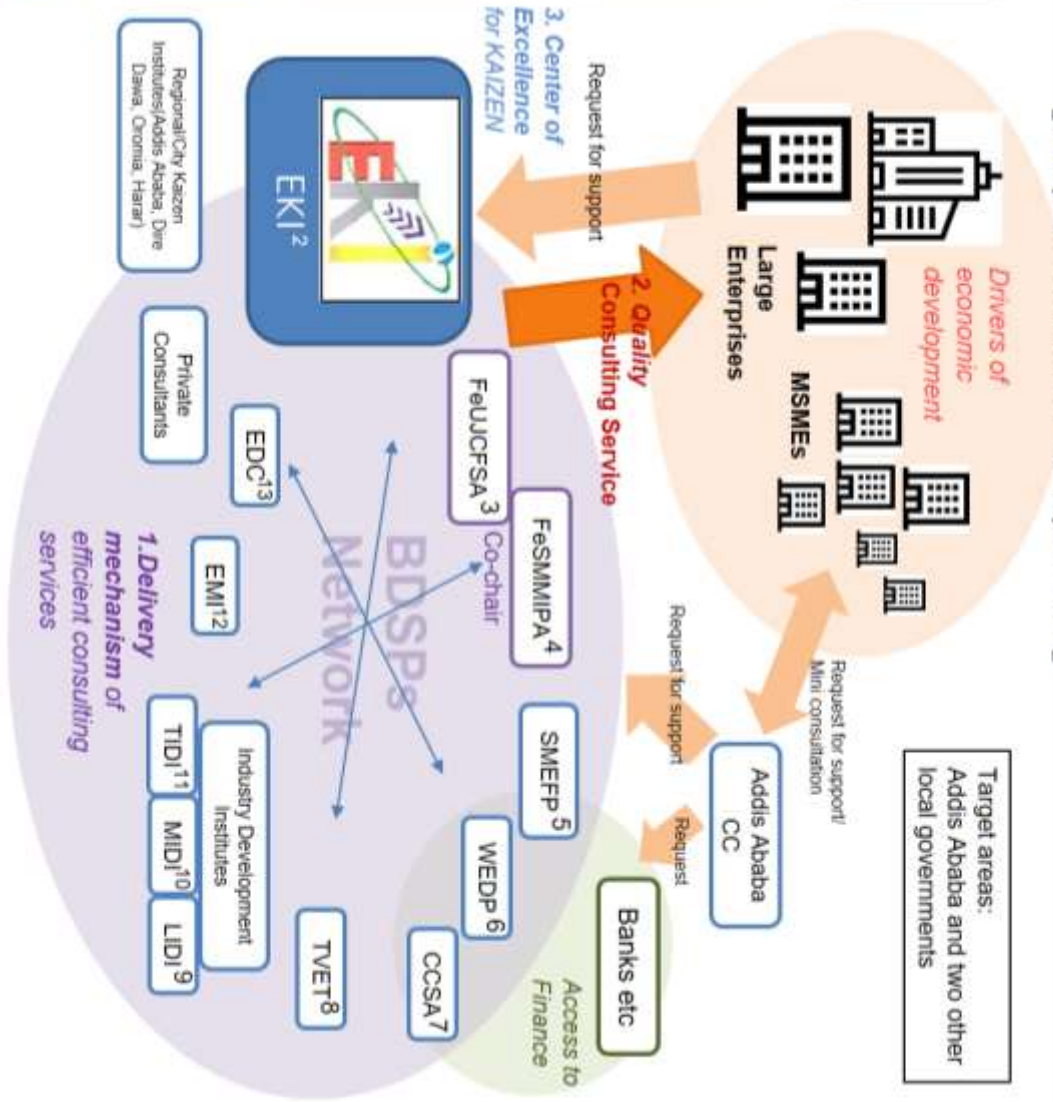 Target areas:
Addis Ababa and two other
local governments
Drivers of
economic
development
Large
Enterprises
MSMEs
Request for support/
Mini consultation
Addis Ababa
CC
Request for support
Request
Banks etc
Access to
Finance
Request for support
3. Center of
Excellence
for KAIZEN
2. Quality
Consulting Service
EKI
EKI2
FeUJCFSA3
FeSMMIPA4
Co-chair
SMEFP5
WEDP6
CCSA7
TVET8
BDSPs
Network
Industry Development
Institutes
TIDI11
MIDI10
LIDI9
EMI12
EDC13
Private
Consultants
Regional/City Kaizen
Institutes(Addis Ababa, Dire
Dawa, Oromia, Harar)
1.Delivery
mechanism of
efficient consulting
services